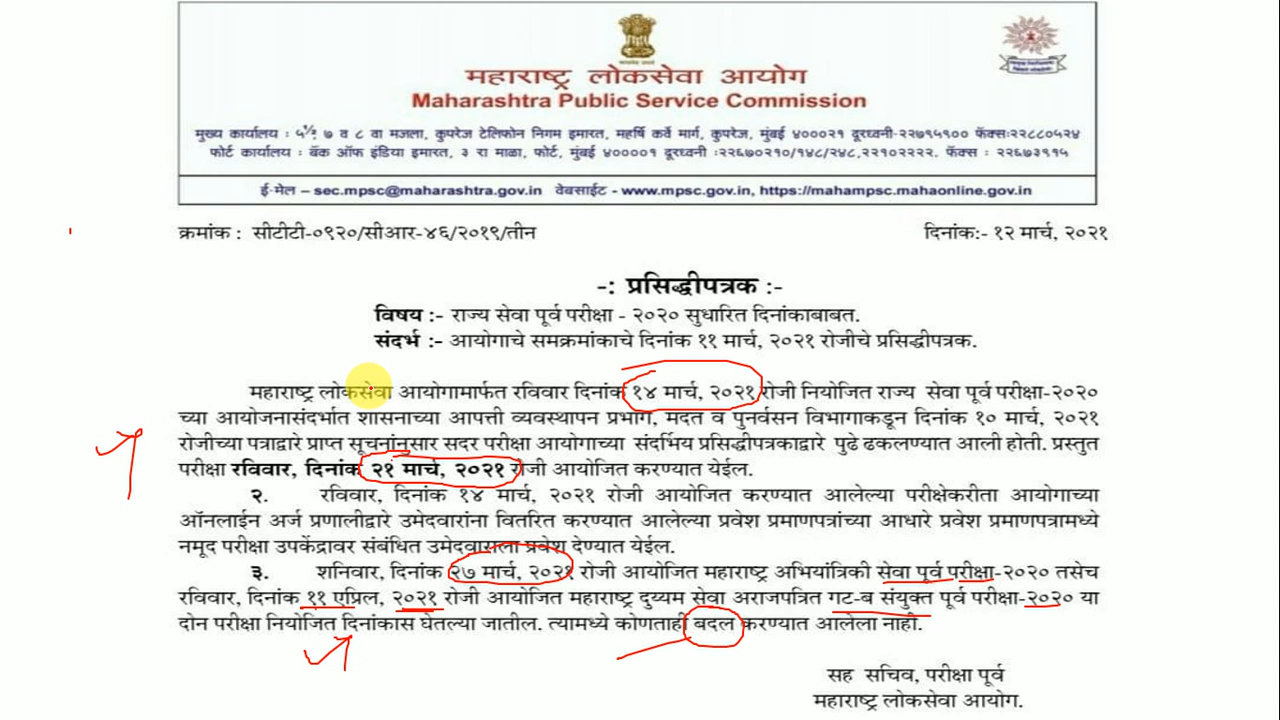 महाराष्ट्र लोकसेवा आयोग
Maharashtra Public Service Commission
मुख्य कार्यालय : ५½, ७ व ८ वा मजला, कुपरेज टेलिफोन निगम इमारत, महर्षि कर्वे मार्ग, कुपरेज, मुंबई ४०००२१ दूरध्वनी-२२७९५९०० फॅक्स:२२८८०५२४
फोर्ट कार्यालय : बँक ऑफ इंडिया इमारत, ३ रा माळा, फोर्ट, मुंबई ४००००१ दूरध्वनी :२२६७०२१०/१४८/२४८,२२१०२२२२. फॅक्स : २२६७३९१५
ई-मेल – sec.mpsc@maharashtra.gov.in वेबसाईट - www.mpsc.gov.in, https://mahampsc.mahaonline.gov.in
क्रमांक : सीटीटी-०९२०/सीआर-४६/२०१९/तीन
दिनांक:- १२ मार्च, २०२१
-: प्रसिद्धीपत्रक :-
विषय :- राज्य सेवा पूर्व परीक्षा - २०२० सुधारित दिनांकाबाबत.
संदर्भ :- आयोगाचे समक्रमांकाचे दिनांक ११ मार्च, २०२१ रोजीचे प्रसिद्धीपत्रक.
महाराष्ट्र लोकसेवा आयोगामार्फत रविवार दिनांक १४ मार्च, २०२१ रोजी नियोजित राज्य सेवा पूर्व परीक्षा-२०२०
च्या आयोजनासंदर्भात शासनाच्या आपत्ती व्यवस्थापन प्रभाग, मदत व पुनर्वसन विभागाकडून दिनांक १० मार्च, २०२१
रोजीच्या पत्राद्वारे प्राप्त सूचनांनुसार सदर परीक्षा आयोगाच्या संदर्भिय प्रसिद्धीपत्रकाद्वारे पुढे ढकलण्यात आली होती. प्रस्तुत
परीक्षा रविवार, दिनांक २१ मार्च, २०२१ रोजी आयोजित करण्यात येईल.
२. रविवार, दिनांक १४ मार्च, २०२१ रोजी आयोजित करण्यात आलेल्या परीक्षेकरीता आयोगाच्या
ऑनलाईन अर्ज प्रणालीद्वारे उमेदवारांना वितरित करण्यात आलेल्या प्रवेश प्रमाणपत्रांच्या आधारे प्रवेश प्रमाणपत्रामध्ये
नमूद परीक्षा उपकेंद्रावर संबंधित उमेदवारांला प्रवेश देण्यात येईल.
३. शनिवार, दिनांक २७ मार्च, २०२१ रोजी आयोजित महाराष्ट्र अभियांत्रिकी सेवा पूर्व परीक्षा-२०२० तसेच
रविवार, दिनांक ११ एप्रिल, २०२१ रोजी आयोजित महाराष्ट्र दुय्यम सेवा अराजपत्रित गट-ब संयुक्त पूर्व परीक्षा-२०२० या
दोन परीक्षा नियोजित दिनांकास घेतल्या जातील. त्यामध्ये कोणताही बदल करण्यात आलेला नाही.
सह सचिव, परीक्षा पूर्व
महाराष्ट्र लोकसेवा आयोग.